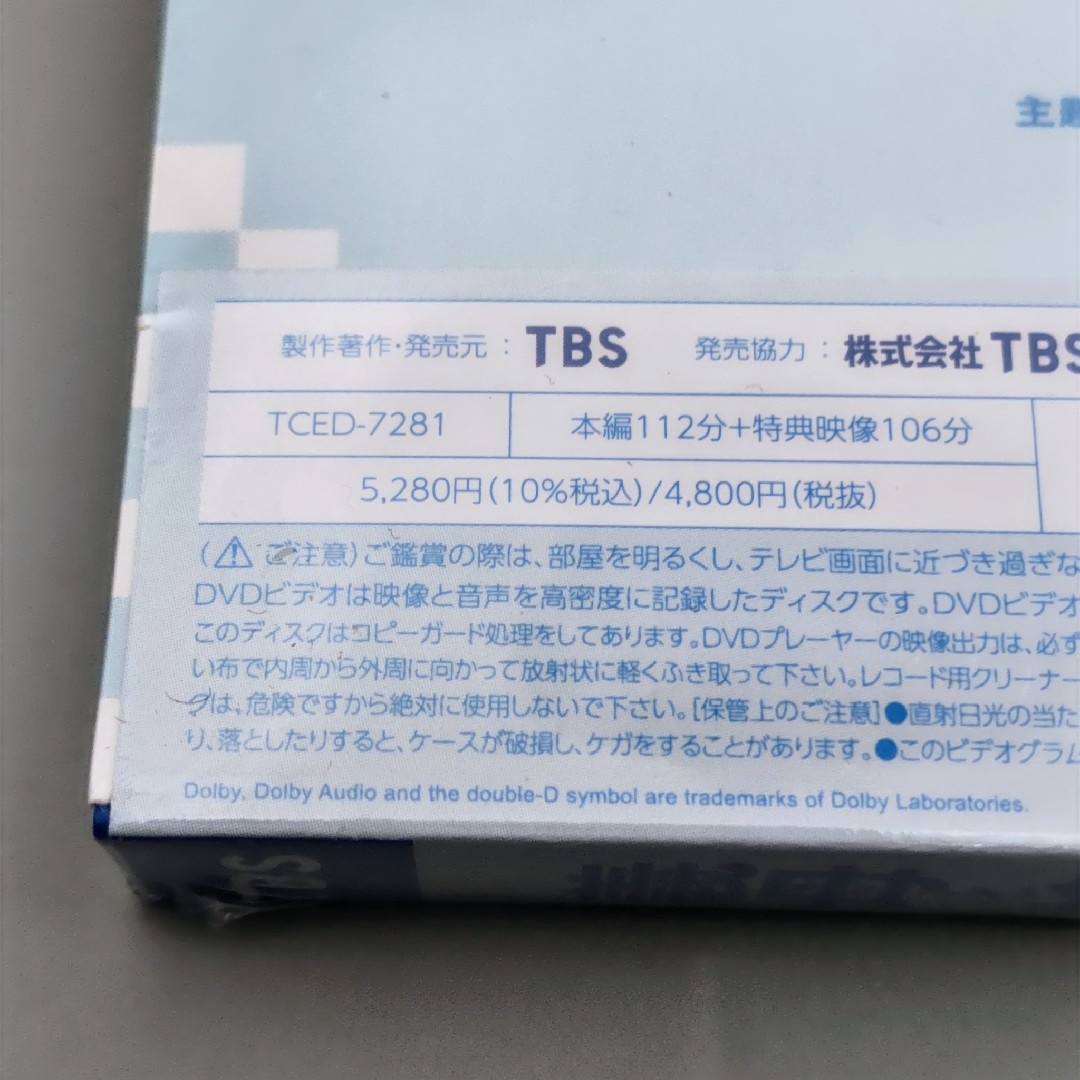 主題
製作著作・発売元：TBS 発売協力：株式会社TBS
TCED-7281 本編112分+特典映像106分
5,280円(10%税込)/4,800円(税抜)
(⚠ご注意)ご鑑賞の際は、部屋を明るくし、テレビ画面に近づき過ぎな
DVDビデオは映像と音声を高密度に記録したディスクです。DVDビデオ
このディスクはコピーガード処理をしてあります。DVDプレーヤーの映像出力は、必ず
い布で内周から外周に向かって放射状に軽くふき取って下さい。レコード用クリーナー
グは、危険ですから絶対に使用しないで下さい。[保管上のご注意]●直射日光の当た
り、落としたりすると、ケースが破損し、ケガをすることがあります。●このビデオグラム
Dolby, Dolby Audio and the double-D symbol are trademarks of Dolby Laboratories.
TBS